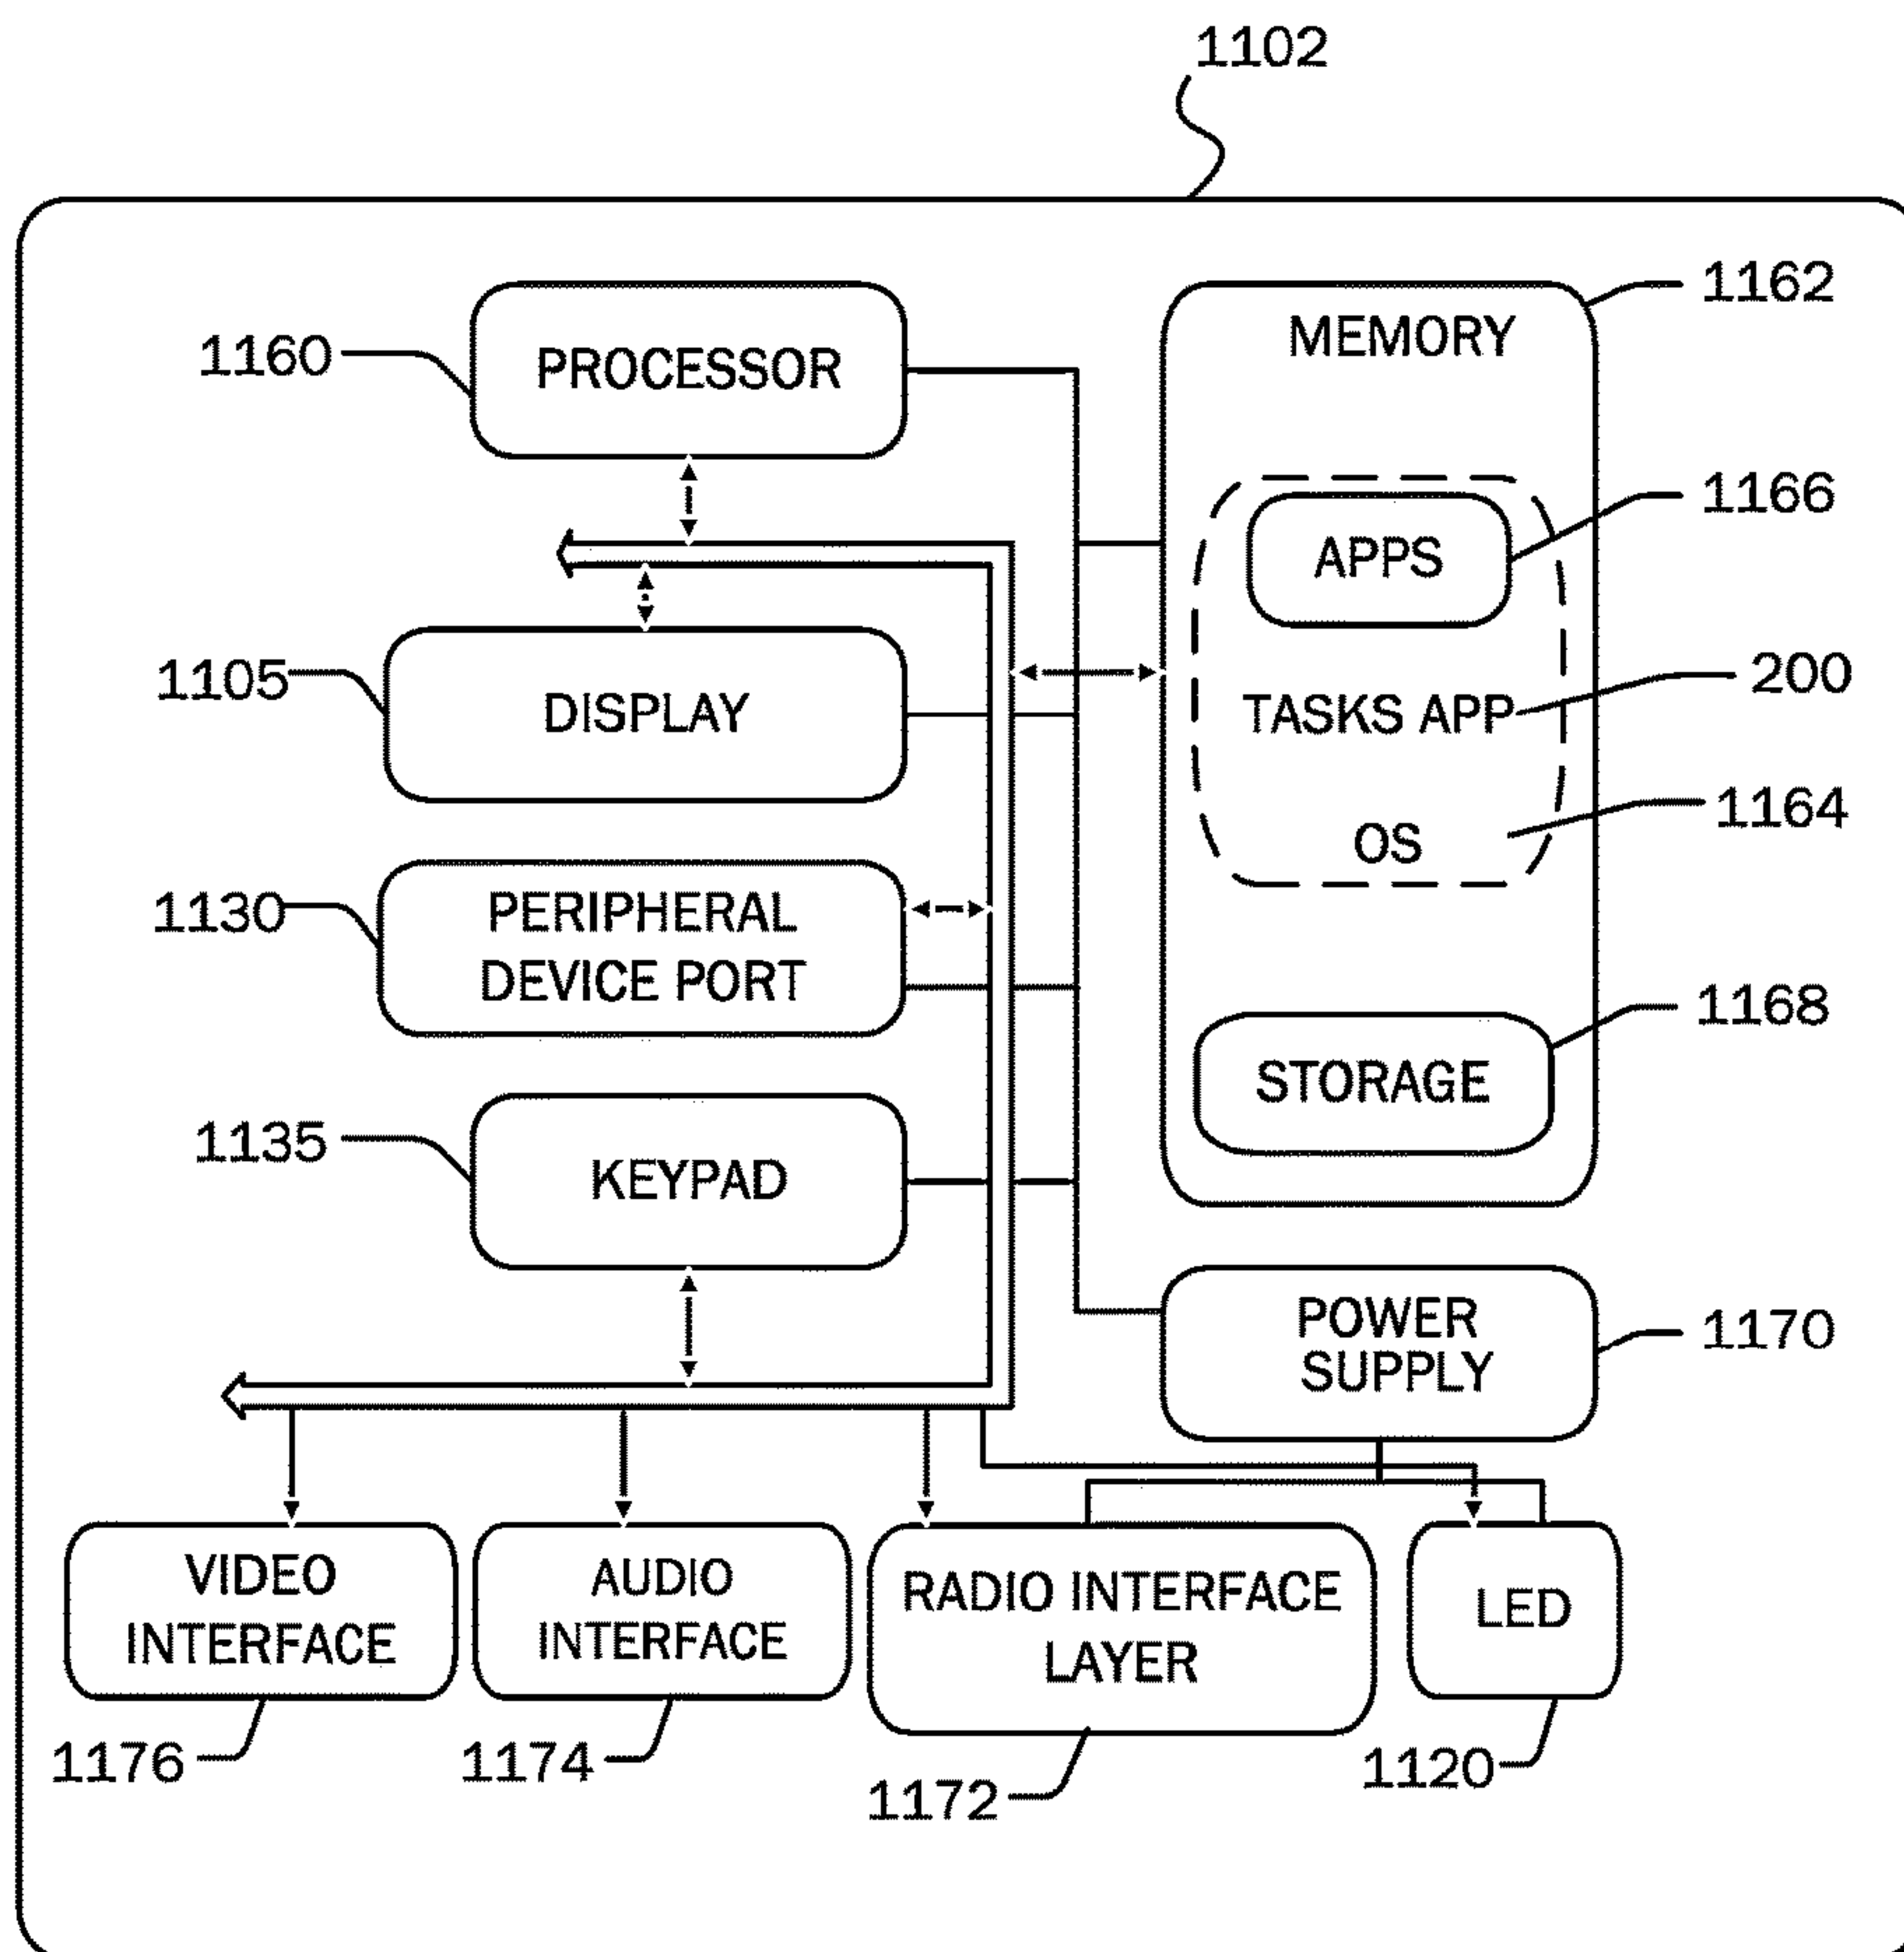 1102
1160
PROCESSOR
MEMORY
1162
APPS
1166
1105
DISPLAY
TASKS APP
200
OS
1164
1130
PERIPHERAL
DEVICE PORT
STORAGE
1168
1135
KEYPAD
POWER
SUPPLY
1170
VIDEO
INTERFACE
AUDIO
INTERFACE
RADIO INTERFACE
LAYER
LED
1176
1174
1172
1120